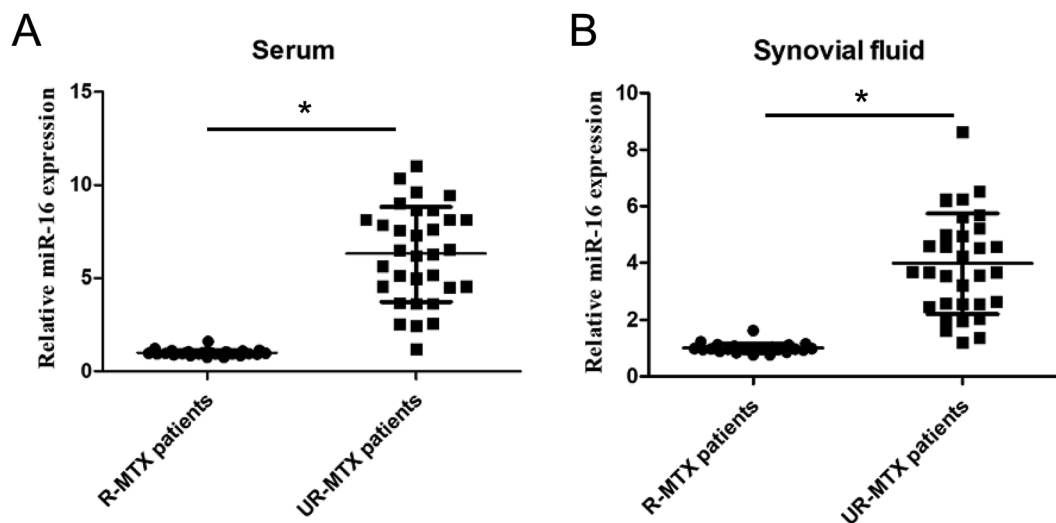 A
Serum
Relative miR-16 expression
15
10
5
0
*
R-MTX patients
UR-MTX patients
B
Synovial fluid
Relative miR-16 expression
10
8
6
4
2
0
*
R-MTX patients
UR-MTX patients